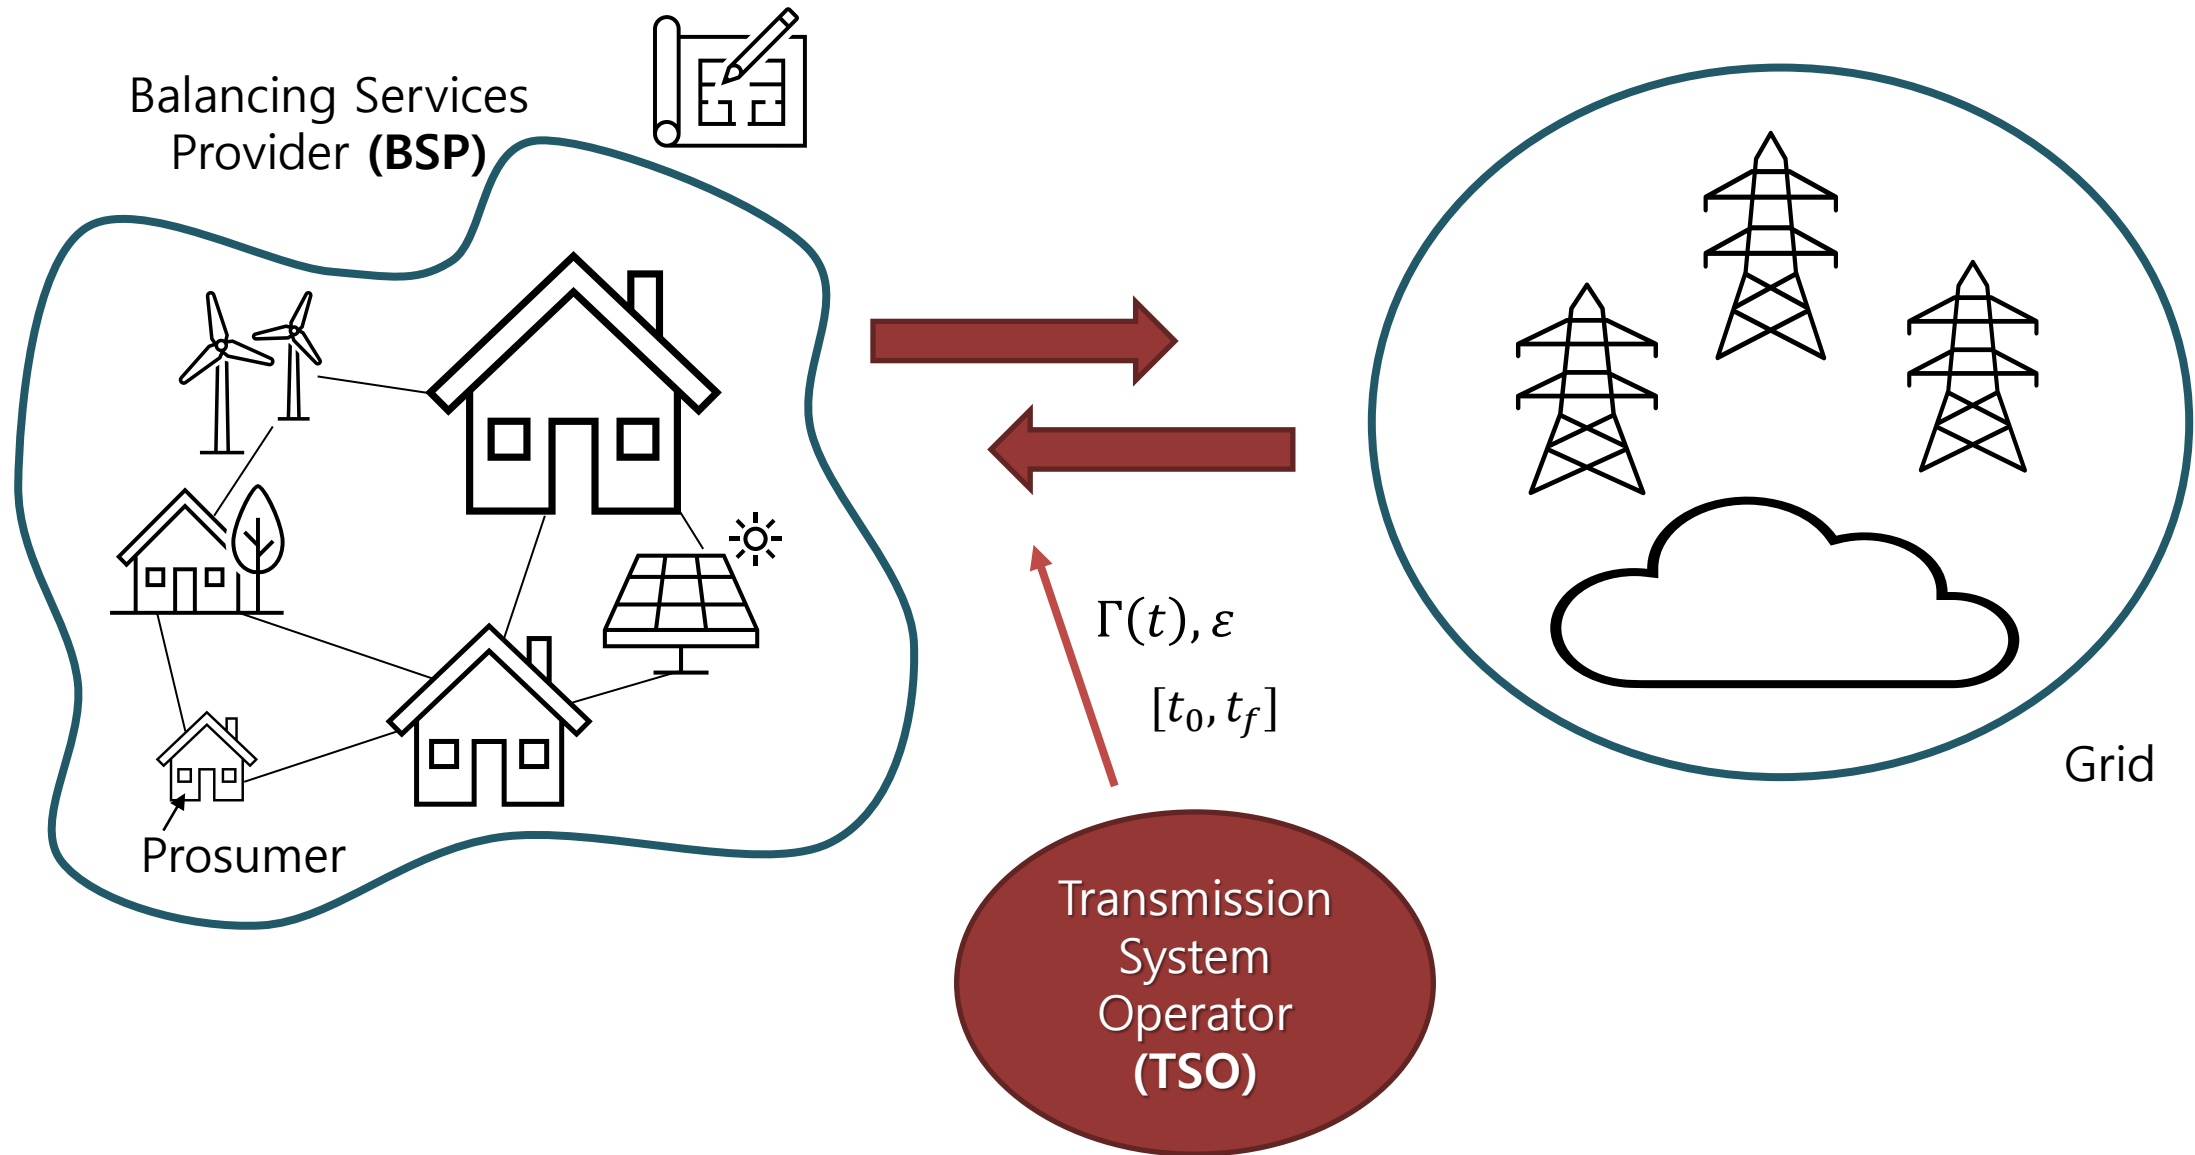 Balancing Services
Provider (BSP)
Γ(t), ε
[t₀, t_f]
Grid
Prosumer
Transmission
System
Operator
(TSO)